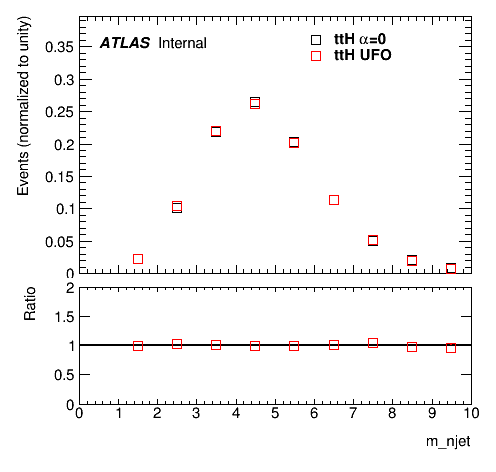 ATLAS Internal
ttH α=0
ttH UFO
Events (normalized to unity)
0.35
0.3
0.25
0.2
0.15
0.1
0.05
0
Ratio
2
1.5
1
0.5
0
0 1 2 3 4 5 6 7 8 9 10
m_njet